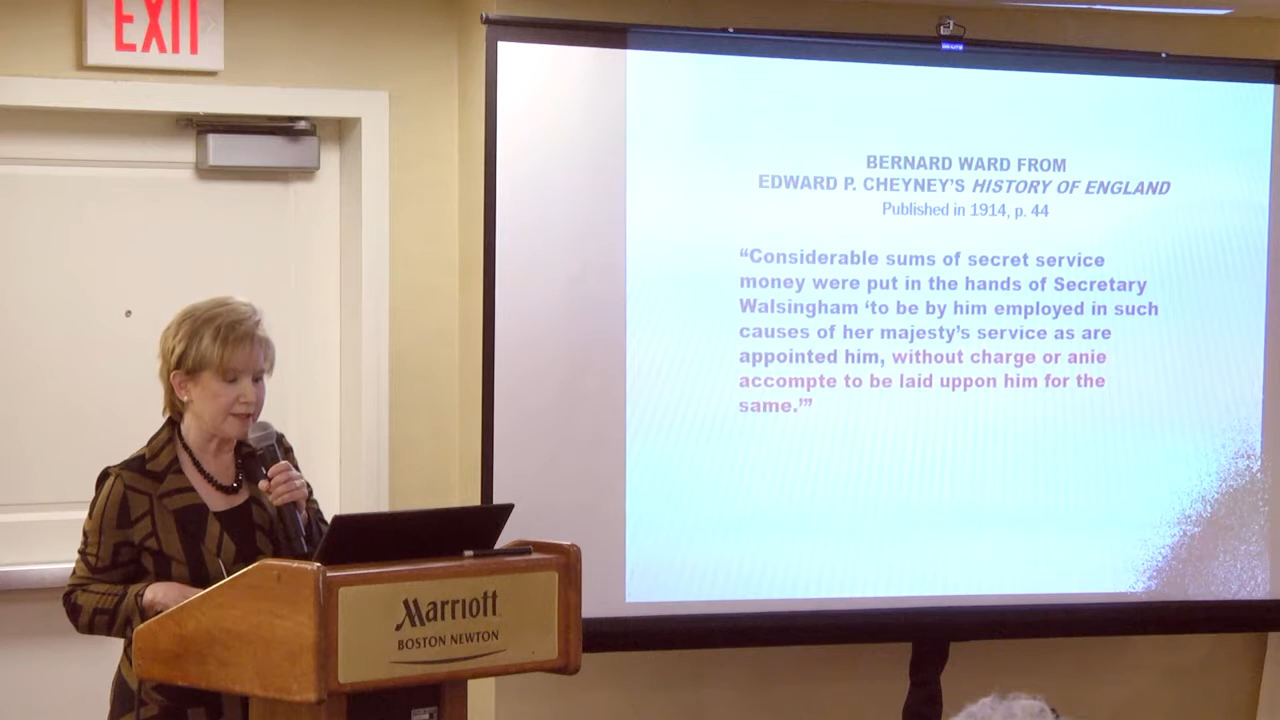 EXIT
BERNARD WARD FROM
EDWARD P. CHEYNEY'S HISTORY OF ENGLAND
Published in 1914, p. 44
“Considerable sums of secret service
money were put in the hands of Secretary
Walsingham ‘to be by him employed in such
causes of her majesty’s service as are
appointed him, without charge or anie
accompte to be laid uppon him for the
same.’”
Marriott
BOSTON NEWTON